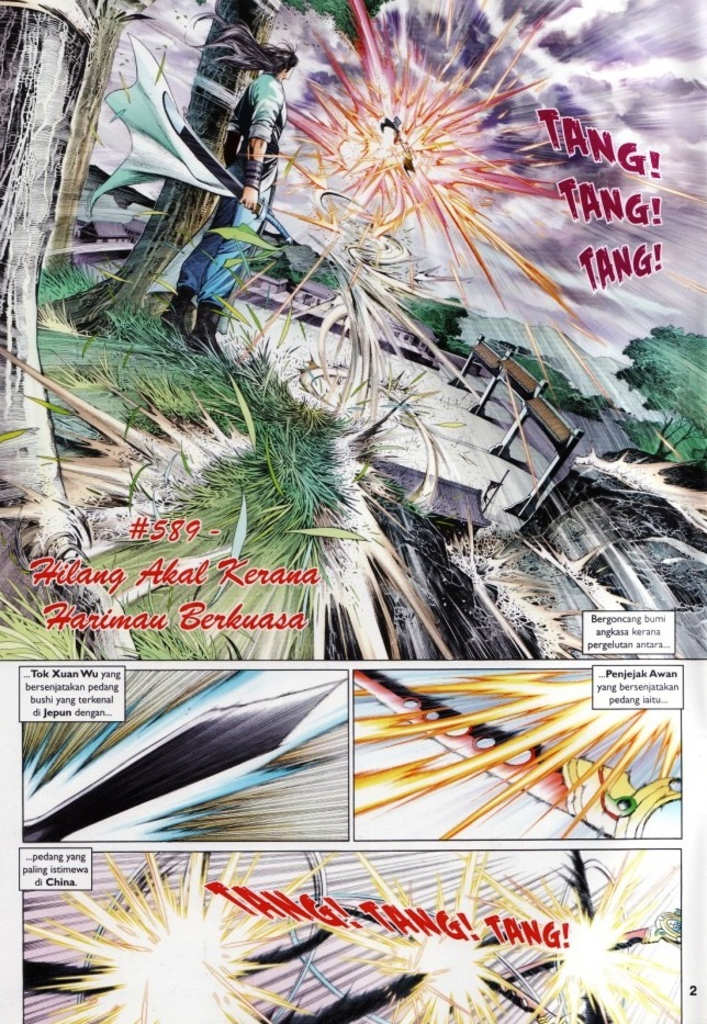 TANG!
TANG!
TANG!
#589 -
Hilang Akal Kerana
Harimau Berkuasa
Bergoncang bumi
angkasa kerana
pergelutan antara...
...Tok Xuan Wu yang
bersenjatakan pedang
bushi yang terkenal
di Jepun dengan...
...Penjejak Awan
yang bersenjatakan
pedang iaitu...
...pedang yang
paling istimewa
di China.
TANG! TANG! TANG!
2